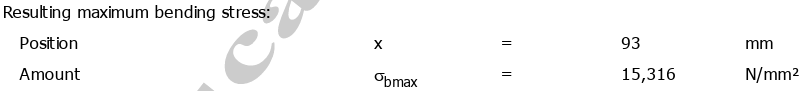 Resulting maximum bending stress:
Position x = 93 mm
Amount σbmax = 15,316 N/mm²